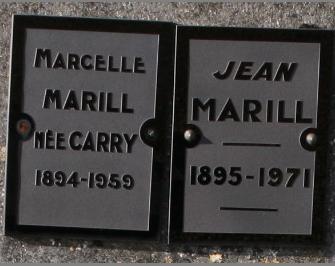 MARCELLE
MARILL
NÉE CARRY
1894-1959
JEAN
MARILL
1895-1971